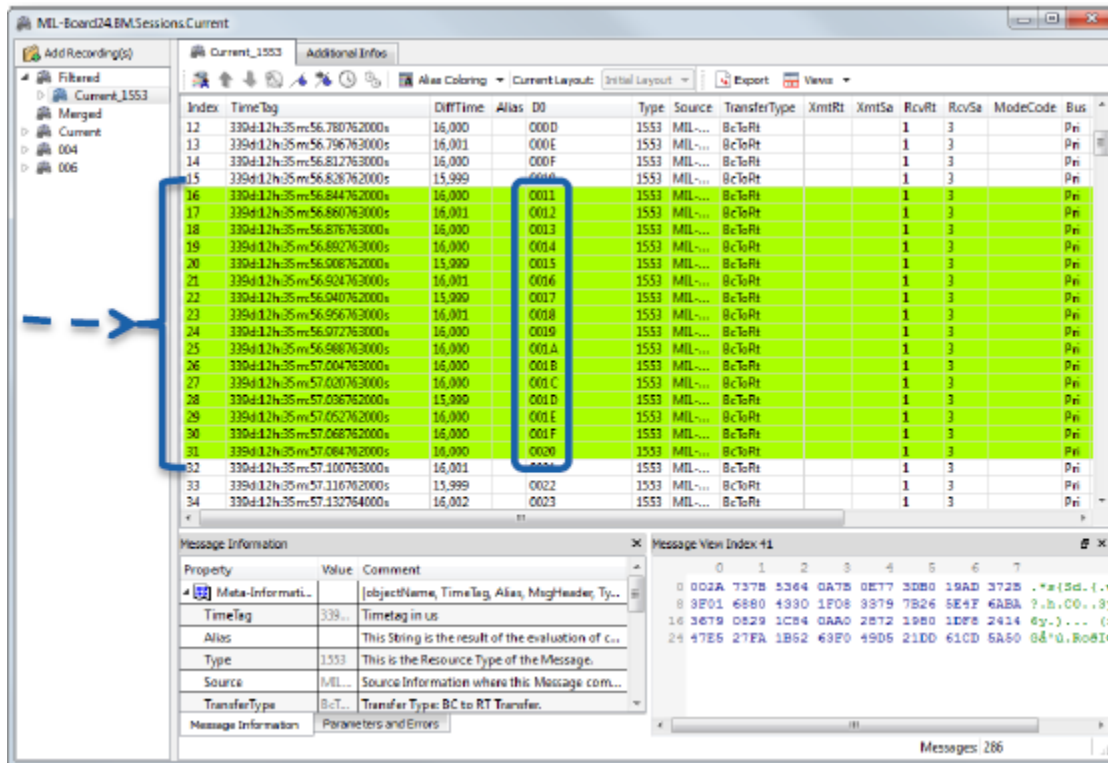 MIL-Board24.BM.Sessions.Current
Add Recording(s)
Filtered
Current_1553
Merged
Current
004
006
Current_1553 Additional Infos
Alias Coloring Current Layout: Initial Layout Export Views
Index TimeTag DiffTime Alias D0 Type Source TransferType XmtRt XmtSa RcvRt RcvSa ModeCode Bus
12 339d:12h:35m:56.780762000s 16,000 000D 1553 MIL-... BcToRt 1 3 Pri
13 339d:12h:35m:56.796763000s 16,001 000E 1553 MIL-... BcToRt 1 3 Pri
14 339d:12h:35m:56.812763000s 16,000 000F 1553 MIL-... BcToRt 1 3 Pri
15 339d:12h:35m:56.828762000s 15,999 0010 1553 MIL-... BcToRt 1 3 Pri
16 339d:12h:35m:56.844762000s 16,000 0011 1553 MIL-... BcToRt 1 3 Pri
17 339d:12h:35m:56.860763000s 16,001 0012 1553 MIL-... BcToRt 1 3 Pri
18 339d:12h:35m:56.876763000s 16,000 0013 1553 MIL-... BcToRt 1 3 Pri
19 339d:12h:35m:56.892763000s 16,000 0014 1553 MIL-... BcToRt 1 3 Pri
20 339d:12h:35m:56.908762000s 15,999 0015 1553 MIL-... BcToRt 1 3 Pri
21 339d:12h:35m:56.924763000s 16,001 0016 1553 MIL-... BcToRt 1 3 Pri
22 339d:12h:35m:56.940762000s 15,999 0017 1553 MIL-... BcToRt 1 3 Pri
23 339d:12h:35m:56.956763000s 16,001 0018 1553 MIL-... BcToRt 1 3 Pri
24 339d:12h:35m:56.972763000s 16,000 0019 1553 MIL-... BcToRt 1 3 Pri
25 339d:12h:35m:56.988763000s 16,000 001A 1553 MIL-... BcToRt 1 3 Pri
26 339d:12h:35m:57.004763000s 16,000 001B 1553 MIL-... BcToRt 1 3 Pri
27 339d:12h:35m:57.020763000s 16,000 001C 1553 MIL-... BcToRt 1 3 Pri
28 339d:12h:35m:57.036762000s 15,999 001D 1553 MIL-... BcToRt 1 3 Pri
29 339d:12h:35m:57.052762000s 16,000 001E 1553 MIL-... BcToRt 1 3 Pri
30 339d:12h:35m:57.068762000s 16,000 001F 1553 MIL-... BcToRt 1 3 Pri
31 339d:12h:35m:57.084762000s 16,000 0020 1553 MIL-... BcToRt 1 3 Pri
32 339d:12h:35m:57.100763000s 16,001 1553 MIL-... BcToRt 1 3 Pri
33 339d:12h:35m:57.116762000s 15,999 0022 1553 MIL-... BcToRt 1 3 Pri
34 339d:12h:35m:57.132764000s 16,002 0023 1553 MIL-... BcToRt 1 3 Pri
Message Information
Property Value Comment
Meta-Informati... [objectName, TimeTag, Alias, MsgHeader, Ty...
TimeTag 339... Timetag in us
Alias This String is the result of the evaluation of c...
Type 1553 This is the Resource Type of the Message.
Source MIL... Source Information where this Message com...
TransferType BcT... Transfer Type: BC to RT Transfer.
Message Information Parameters and Errors
Message View Index 41
0 1 2 3 4 5 6 7
0 002A 737B 5364 0A7B 0E77 5DB0 19AD 372B
8 3F01 6880 4330 1F08 3379 7B26 5E4F 6ABA
16 3679 0829 1C84 0AA0 2872 1980 1DF8 2414
24 47E5 27FA 1B52 63F0 49D5 21DD 61CD 5A50
Messages: 286